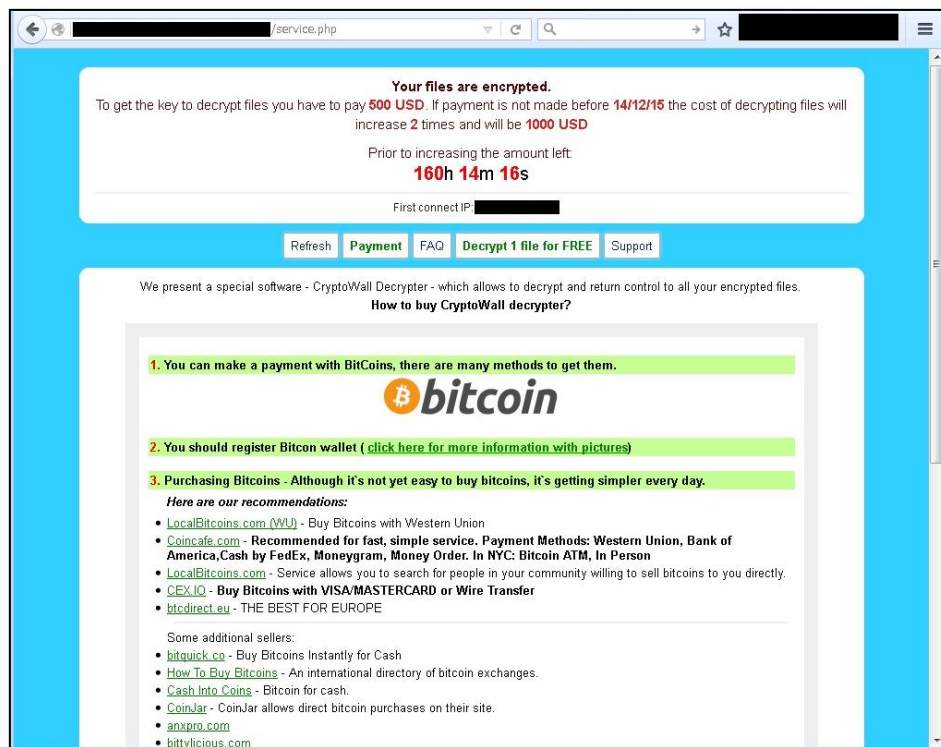 /service.php
Your files are encrypted.
To get the key to decrypt files you have to pay 500 USD. If payment is not made before 14/12/15 the cost of decrypting files will
increase 2 times and will be 1000 USD
Prior to increasing the amount left:
160h 14m 16s
First connect IP:
Refresh
Payment
FAQ
Decrypt 1 file for FREE
Support
We present a special software - CryptoWall Decrypter - which allows to decrypt and return control to all your encrypted files.
How to buy CryptoWall decrypter?
1. You can make a payment with BitCoins, there are many methods to get them.
bitcoin
2. You should register Bitcon wallet ( click here for more information with pictures)
3. Purchasing Bitcoins - Although it`s not yet easy to buy bitcoins, it`s getting simpler every day.
Here are our recommendations:
• LocalBitcoins.com (WU) - Buy Bitcoins with Western Union
• Coincafe.com - Recommended for fast, simple service. Payment Methods: Western Union, Bank of
America,Cash by FedEx, Moneygram, Money Order. In NYC: Bitcoin ATM, In Person
• LocalBitcoins.com - Service allows you to search for people in your community willing to sell bitcoins to you directly.
• CEX.IO - Buy Bitcoins with VISA/MASTERCARD or Wire Transfer
• btcdirect.eu - THE BEST FOR EUROPE
Some additional sellers:
• bitquick.co - Buy Bitcoins Instantly for Cash
• How To Buy Bitcoins - An international directory of bitcoin exchanges.
• Cash Into Coins - Bitcoin for cash.
• CoinJar - CoinJar allows direct bitcoin purchases on their site.
• anxpro.com
• bittylicious.com